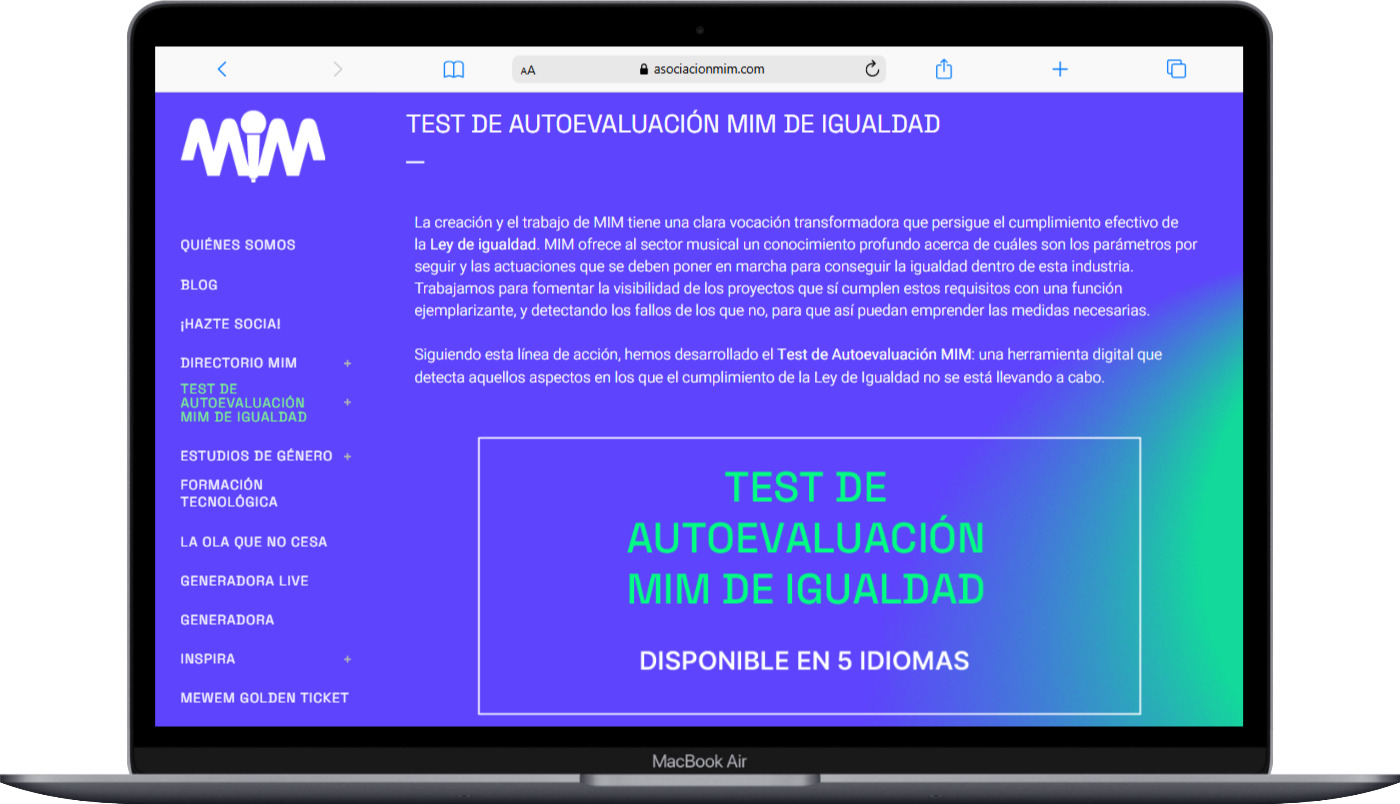 AA
asociacionmim.com
MiM
TEST DE AUTOEVALUACIÓN MIM DE IGUALDAD
QUIÉNES SOMOS
BLOG
¡HAZTE SOCIA!
DIRECTORIO MIM +
TEST DE
AUTOEVALUACIÓN +
MIM DE IGUALDAD
ESTUDIOS DE GÉNERO +
FORMACIÓN
TECNOLÓGICA
LA OLA QUE NO CESA
GENERADORA LIVE
GENERADORA
INSPIRA +
MEWEM GOLDEN TICKET
La creación y el trabajo de MIM tiene una clara vocación transformadora que persigue el cumplimiento efectivo de
la Ley de igualdad. MIM ofrece al sector musical un conocimiento profundo acerca de cuáles son los parámetros por
seguir y las actuaciones que se deben poner en marcha para conseguir la igualdad dentro de esta industria.
Trabajamos para fomentar la visibilidad de los proyectos que sí cumplen estos requisitos con una función
ejemplarizante, y detectando los fallos de los que no, para que así puedan emprender las medidas necesarias.
Siguiendo esta línea de acción, hemos desarrollado el Test de Autoevaluación MIM: una herramienta digital que
detecta aquellos aspectos en los que el cumplimiento de la Ley de Igualdad no se está llevando a cabo.
TEST DE
AUTOEVALUACIÓN
MIM DE IGUALDAD
DISPONIBLE EN 5 IDIOMAS
MacBook Air